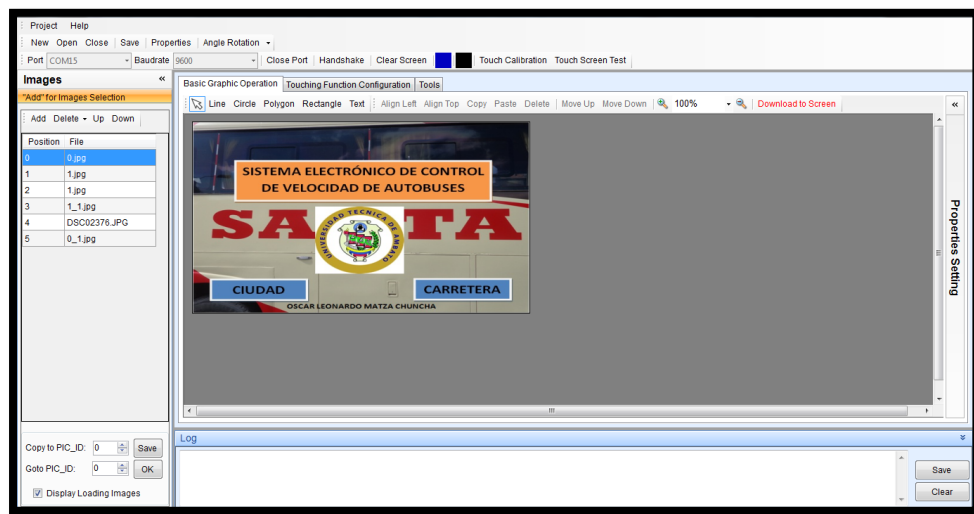 Project Help
New Open Close Save Properties Angle Rotation
Port COM15 Baudrate 9600 Close Port Handshake Clear Screen Touch Calibration Touch Screen Test
Images «
"Add" for Images Selection
Add Delete Up Down
Position File
0 0.jpg
1 1.jpg
2 1.jpg
3 1_1.jpg
4 DSC02376.JPG
5 0_1.jpg
Copy to PIC_ID: 0 Save
Goto PIC_ID: 0 OK
Display Loading Images
Basic Graphic Operation Touching Function Configuration Tools
Line Circle Polygon Rectangle Text Align Left Align Top Copy Paste Delete Move Up Move Down 100% Download to Screen «
SISTEMA ELECTRÓNICO DE CONTROL
DE VELOCIDAD DE AUTOBUSES
SA TA
UNIVERSIDAD TECNICA DE AMBATO
CIUDAD CARRETERA
OSCAR LEONARDO MATZA CHUNCHA
Properties Setting
Log
Save
Clear